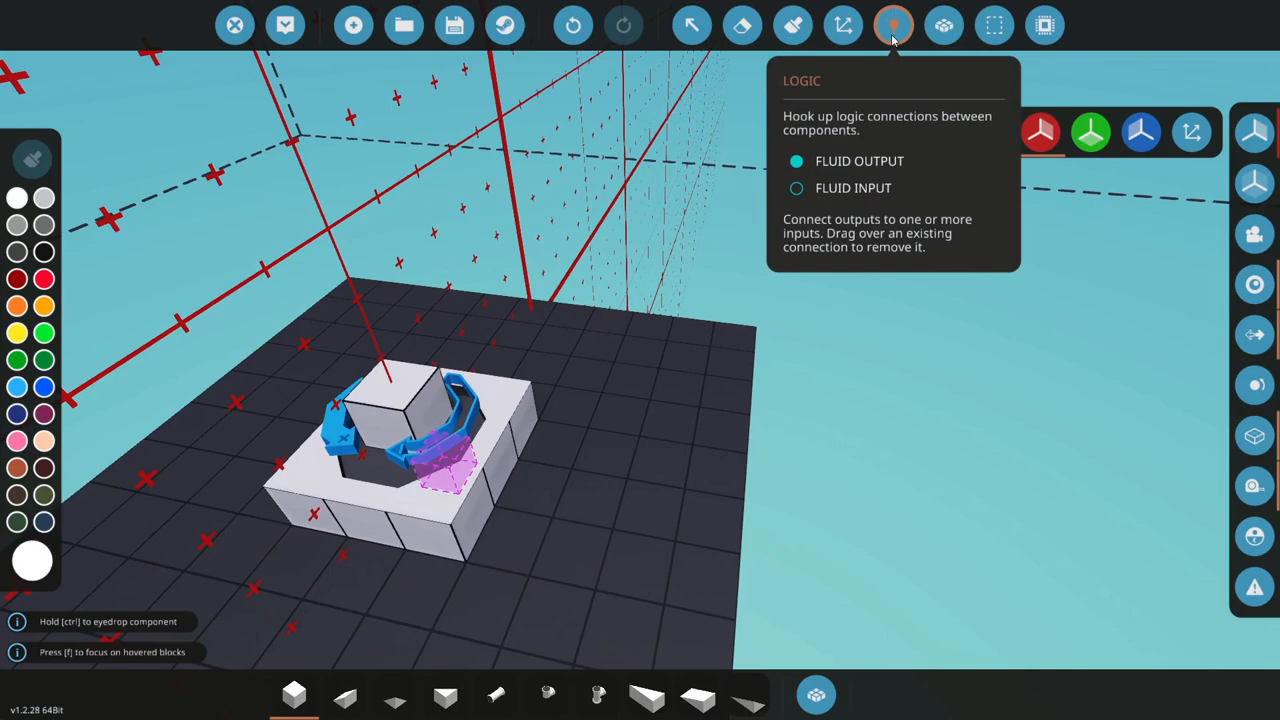 LOGIC
Hook up logic connections between
components.
FLUID OUTPUT
FLUID INPUT
Connect outputs to one or more
inputs. Drag over an existing
connection to remove it.
Hold [ctrl] to eyedrop component
Press [f] to focus on hovered blocks
v1.2.28 64Bit